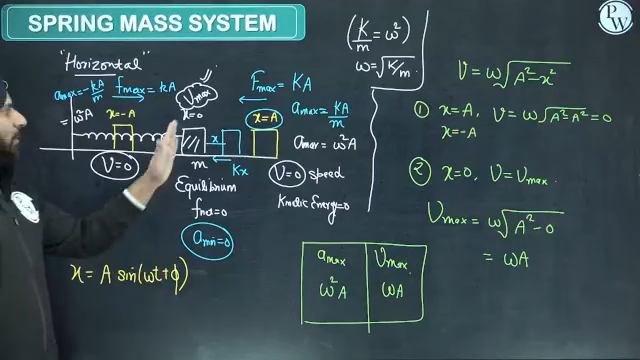 SPRING MASS SYSTEM
PW
"Horizontal"
amax = -kA/m
fmax = kA
= ω²A
x=-A
Vmax
x=0
Fmax = KA
x=A
amax = KA/m
amax = ω²A
x
Kx
m
V=0
V=0 speed
Kinetic Energy=0
Equilibrium
fnet=0
amin=0
x = A sin(ωt+ϕ)
(K/m = ω²)
ω=√K/m
V = ω√A²-x²
① x=A, V = ω√A²-A² = 0
x=-A
② x=0, V=Vmax
Vmax = ω√A²-0
= ωA
amax Vmax
ω²A ωA